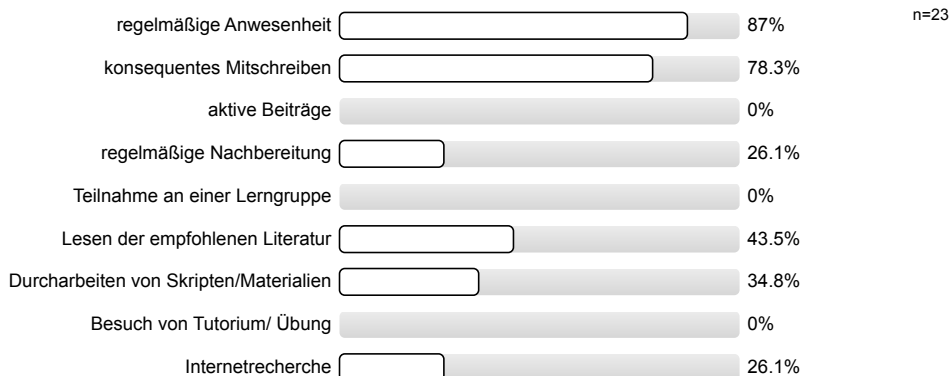 n=23
regelmäßige Anwesenheit 87%
konsequentes Mitschreiben 78.3%
aktive Beiträge 0%
regelmäßige Nachbereitung 26.1%
Teilnahme an einer Lerngruppe 0%
Lesen der empfohlenen Literatur 43.5%
Durcharbeiten von Skripten/Materialien 34.8%
Besuch von Tutorium/ Übung 0%
Internetrecherche 26.1%